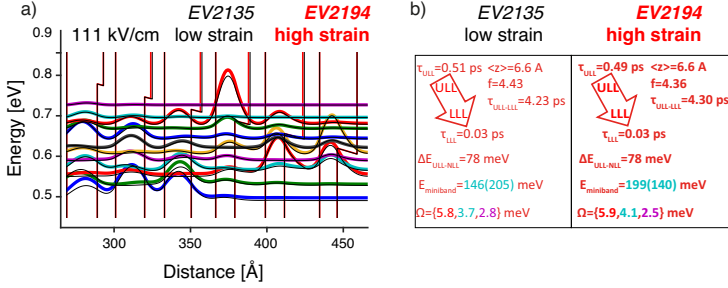 a)
EV2135
EV2194
111 kV/cm
low strain
high strain
0.9
0.8
0.7
0.6
0.5
Energy [eV]
300
350
400
450
Distance [Å]
b)
EV2135
EV2194
low strain
high strain
τULL=0.51 ps <z>=6.6 A
ULL
f=4.43
τULL-LLL
=4.23 ps
LLL
τLLL=0.03 ps
ΔEULL-NLL=78 meV
Eminiband=146(205) meV
Ω={5.8,3.7,2.8} meV
τULL=0.49 ps <z>=6.6 A
ULL
f=4.36
τULL-LLL=4.30 ps
LLL
τLLL=0.03 ps
ΔEULL-NLL=78 meV
Eminiband=199(140) meV
Ω={5.9,4.1,2.5} meV